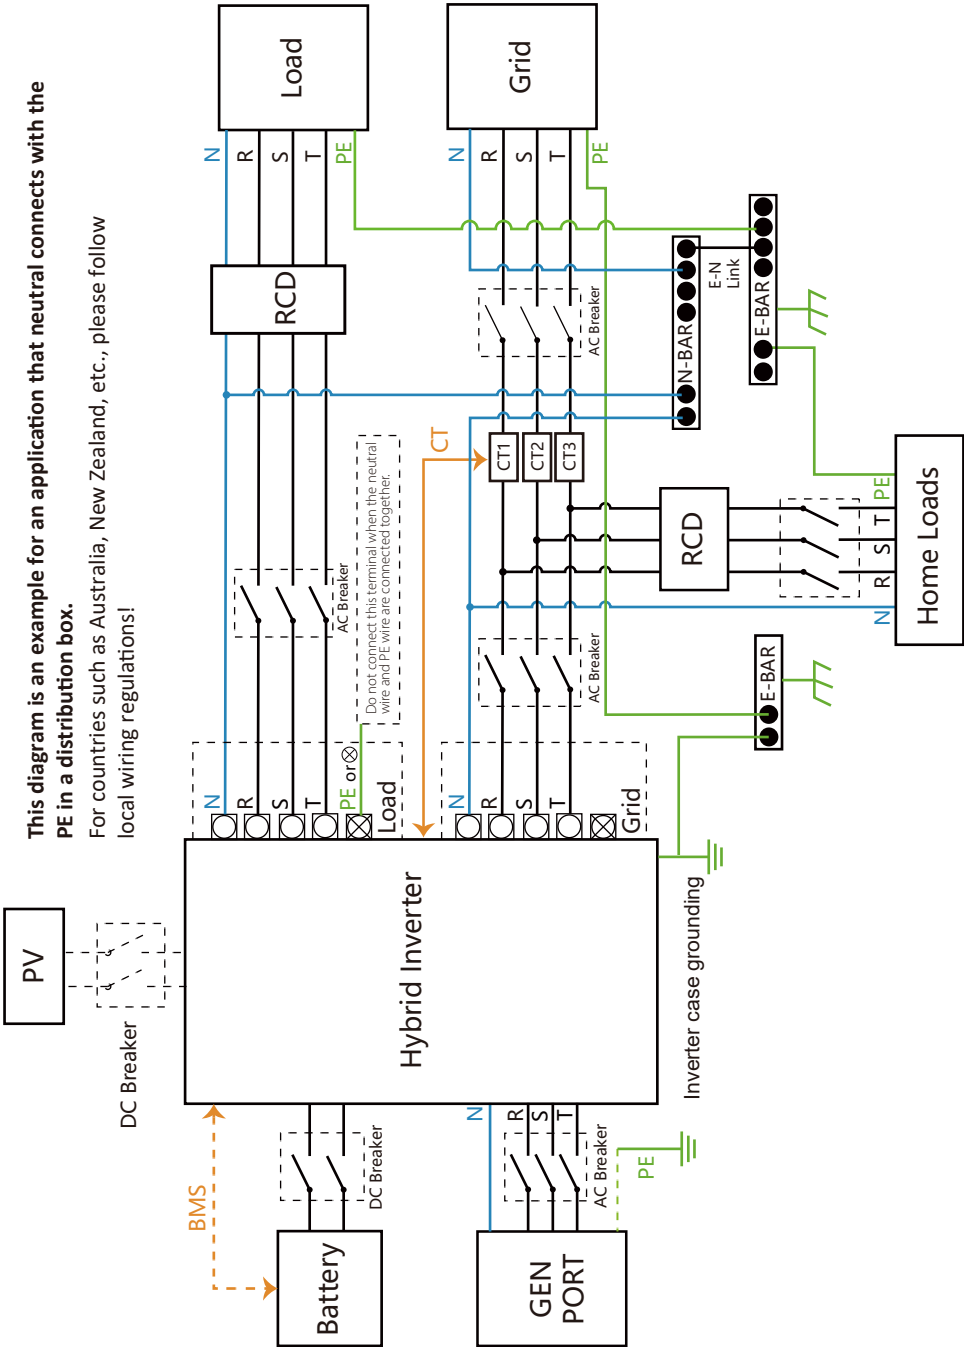 This diagram is an example for an application that neutral connects with the
PE in a distribution box.
For countries such as Australia, New Zealand, etc., please follow
local wiring regulations!
PV
DC Breaker
BMS
Battery
DC Breaker
GEN
PORT
N
R
S
T
AC Breaker
PE
Hybrid Inverter
Inverter case grounding
N
R
S
T
PE or
Load
N
R
S
T
Grid
AC Breaker
Do not connect this terminal when the neutral
wire and PE wire are connected together.
CT
RCD
N
R
S
T
PE
Load
AC Breaker
CT1
CT2
CT3
AC Breaker
N
R
S
T
PE
Grid
N-BAR
E-N
Link
E-BAR
RCD
E-BAR
N
R
S
T
PE
Home Loads